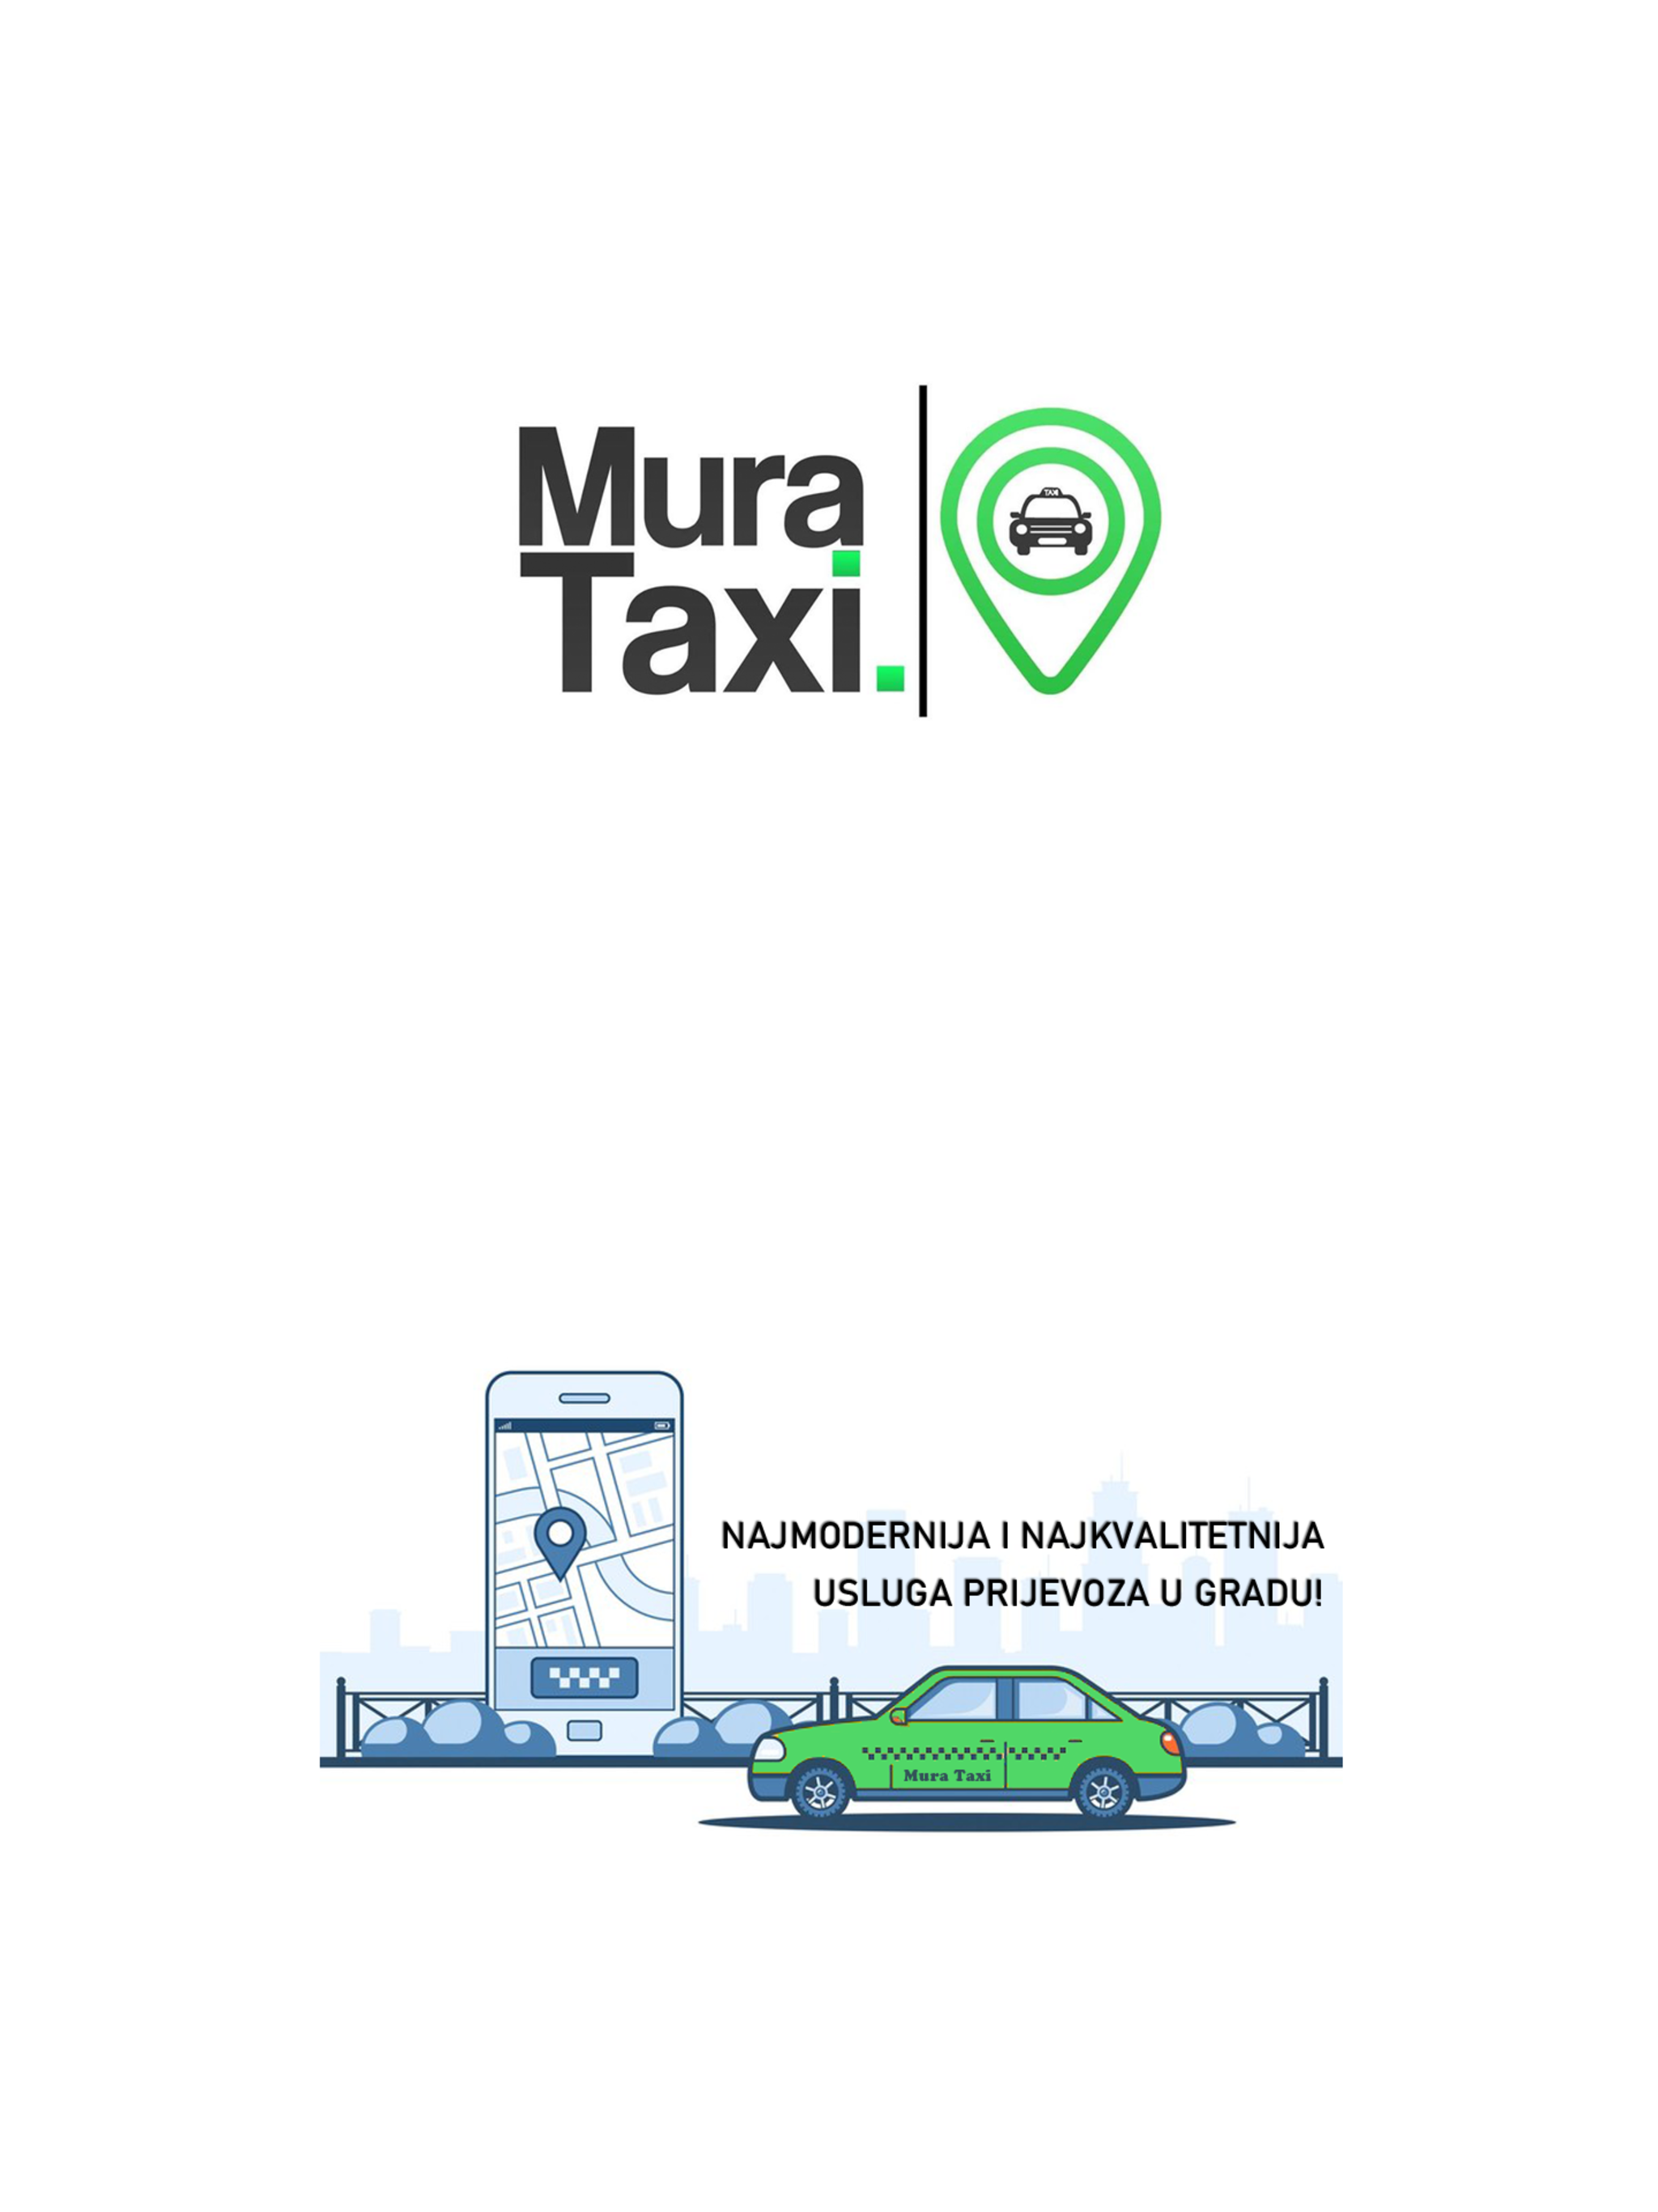 Mura
Taxi.
TAXI
NAJMODERNIJA I NAJKVALITETNIJA
USLUGA PRIJEVOZA U GRADU!
Mura Taxi